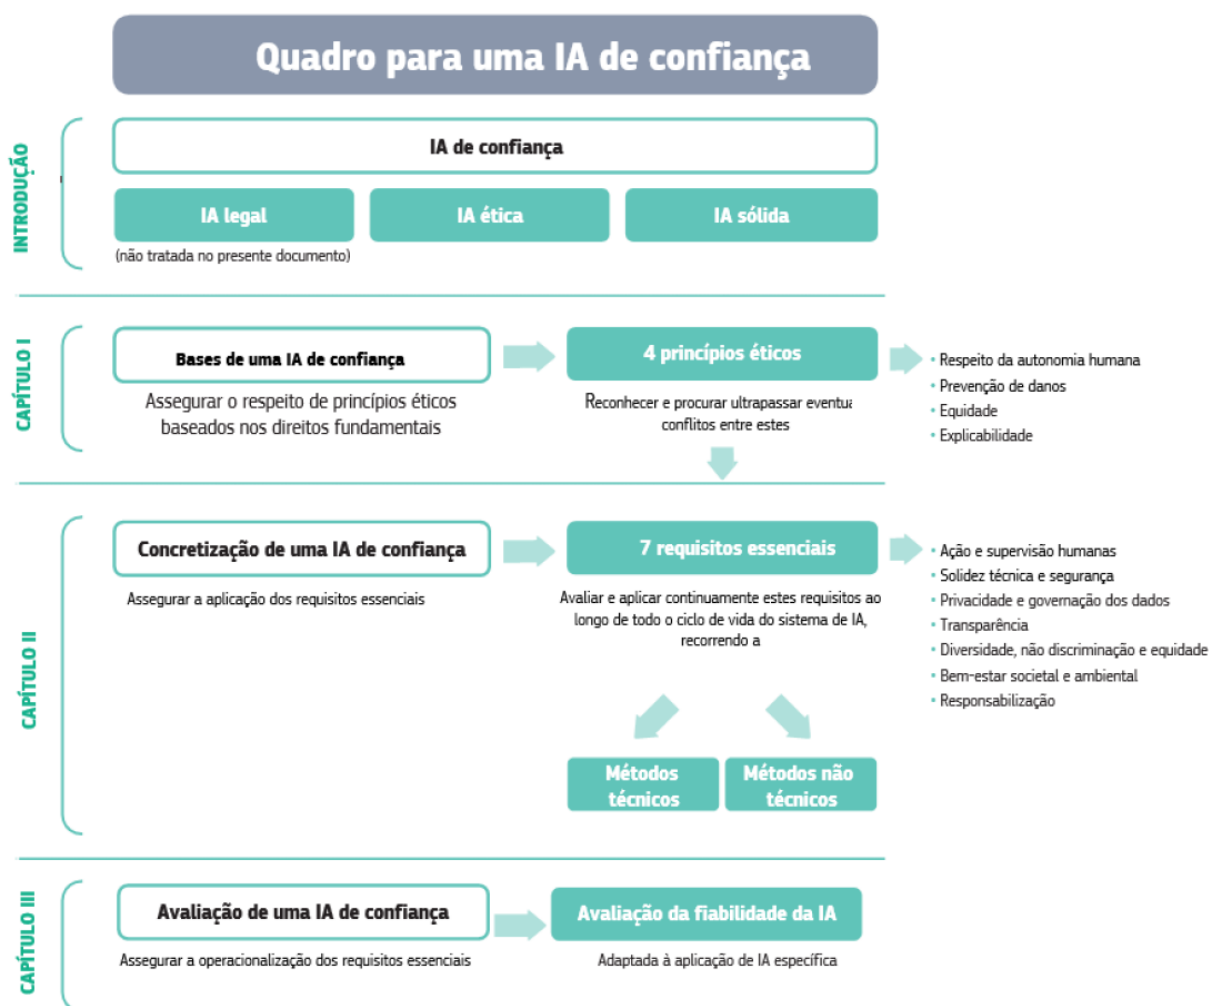 Quadro para uma IA de confiança
INTRODUÇÃO
IA de confiança
IA legal
IA ética
IA sólida
(não tratada no presente documento)
CAPÍTULO I
Bases de uma IA de confiança
Assegurar o respeito de princípios éticos
baseados nos direitos fundamentais
4 princípios éticos
Reconhecer e procurar ultrapassar eventua
conflitos entre estes
• Respeito da autonomia humana
• Prevenção de danos
• Equidade
• Explicabilidade
CAPÍTULO II
Concretização de uma IA de confiança
Assegurar a aplicação dos requisitos essenciais
7 requisitos essenciais
Avaliar e aplicar continuamente estes requisitos ao
longo de todo o ciclo de vida do sistema de IA,
recorrendo a
• Ação e supervisão humanas
• Solidez técnica e segurança
• Privacidade e governação dos dados
• Transparência
• Diversidade, não discriminação e equidade
• Bem-estar societal e ambiental
• Responsabilização
Métodos
técnicos
Métodos não
técnicos
CAPÍTULO III
Avaliação de uma IA de confiança
Assegurar a operacionalização dos requisitos essenciais
Avaliação da fiabilidade da IA
Adaptada à aplicação de IA específica